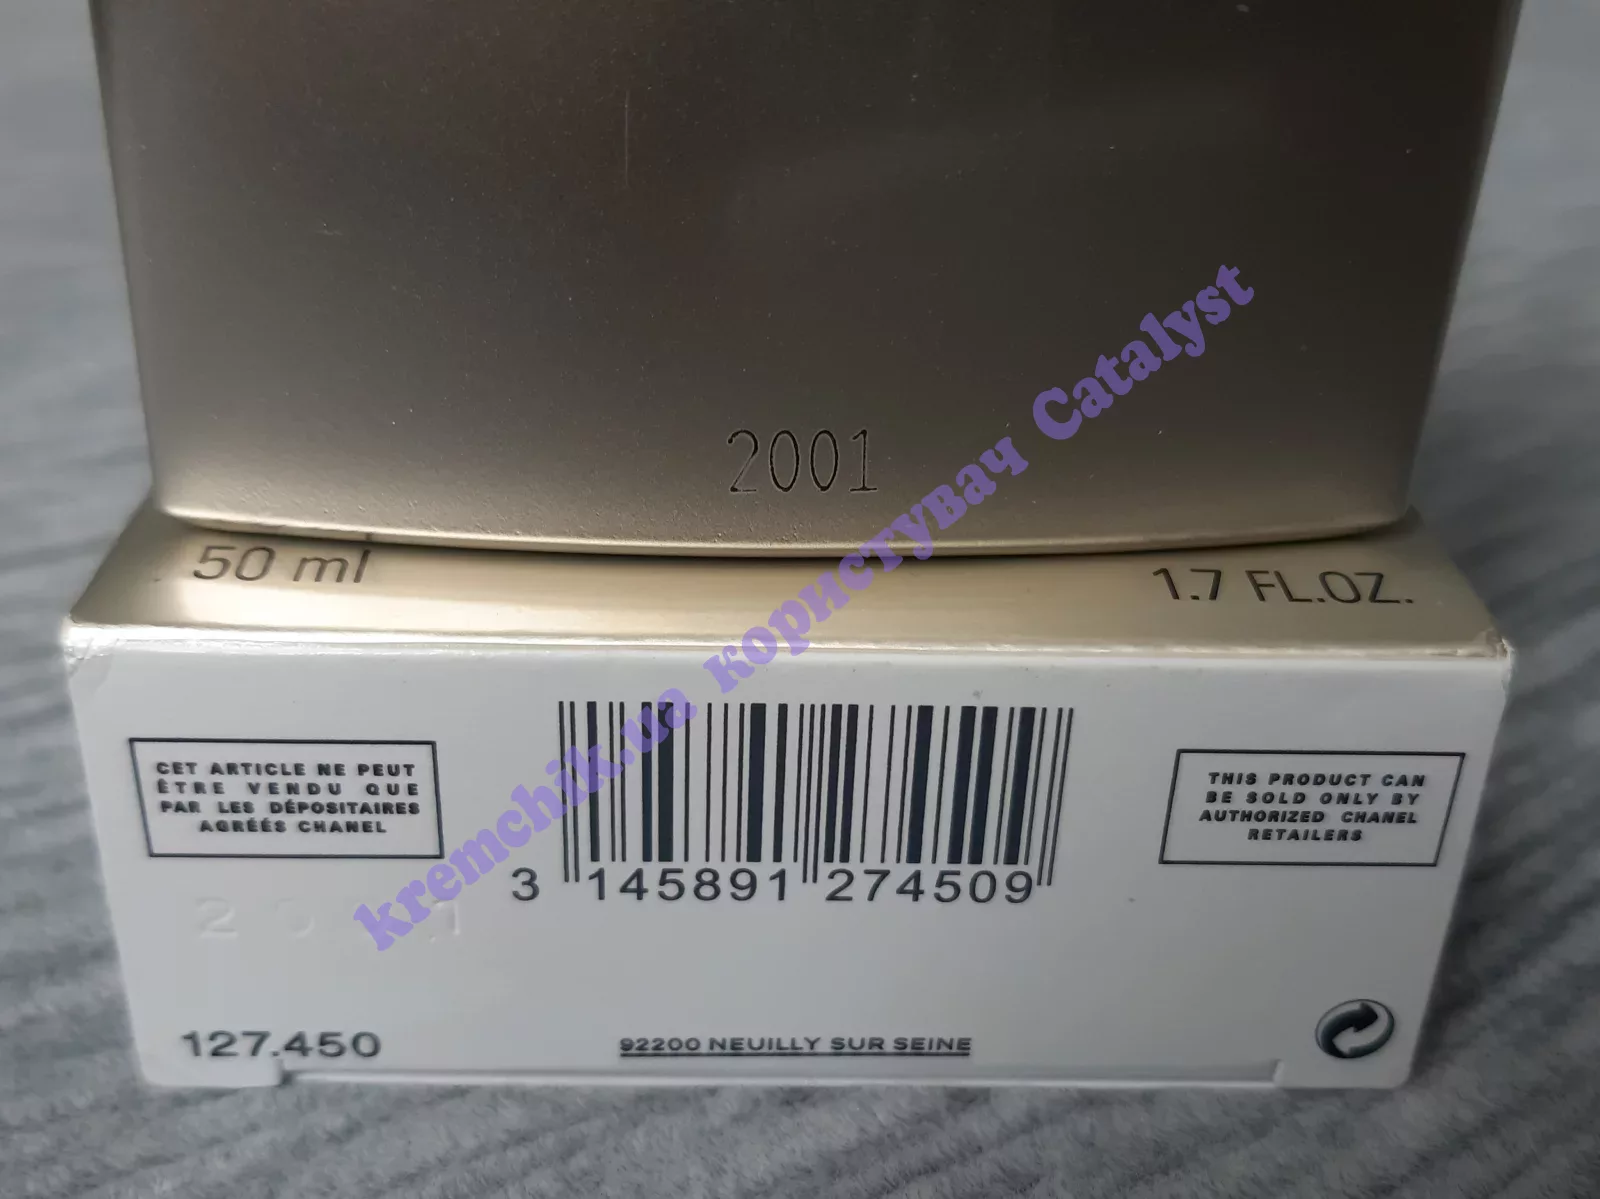 2001
50 ml
1.7 FL.OZ.
CET ARTICLE NE PEUT
ÊTRE VENDU QUE
PAR LES DÉPOSITAIRES
AGRÉÉS CHANEL
3 145891 274509
THIS PRODUCT CAN
BE SOLD ONLY BY
AUTHORIZED CHANEL
RETAILERS
127.450
92200 NEUILLY SUR SEINE
kremchik.ua користувач Catalyst